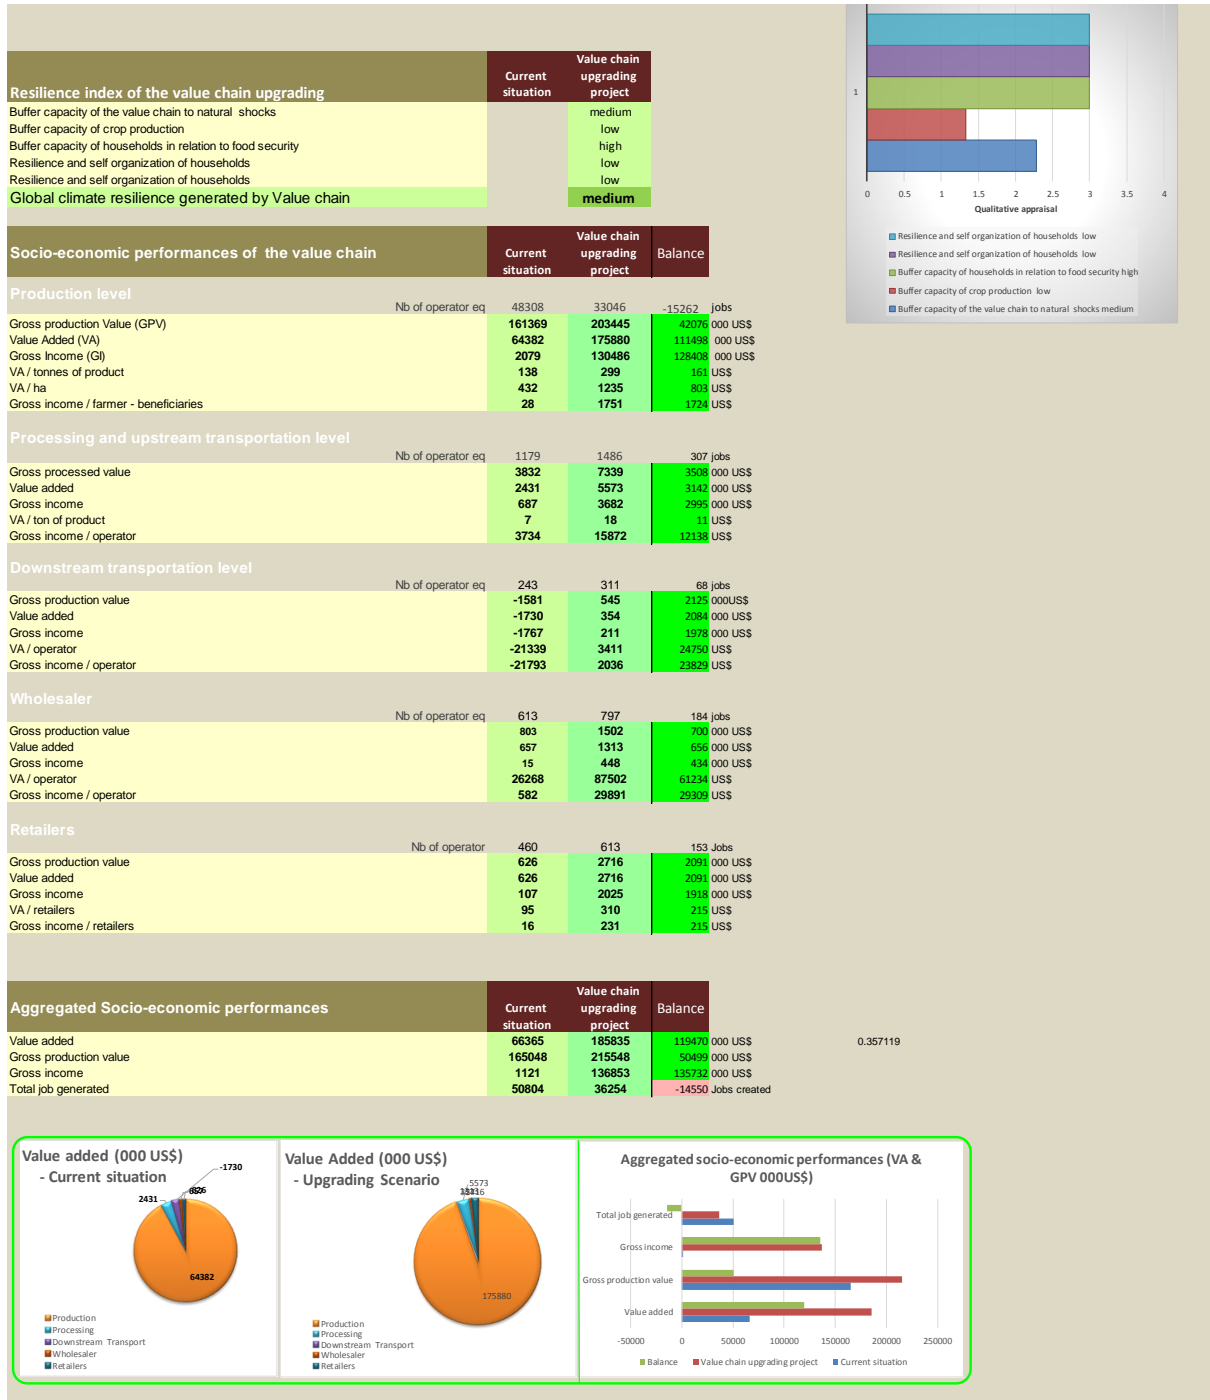 Resilience index of the value chain upgrading
Current situation
Value chain upgrading project
Buffer capacity of the value chain to natural shocks medium
Buffer capacity of crop production low
Buffer capacity of households in relation to food security high
Resilience and self organization of households low
Resilience and self organization of households low
Global climate resilience generated by Value chain medium
1
0 0.5 1 1.5 2 2.5 3 3.5 4
Qualitative appraisal
Resilience and self organization of households low
Resilience and self organization of households low
Buffer capacity of households in relation to food security high
Buffer capacity of crop production low
Buffer capacity of the value chain to natural shocks medium
Socio-economic performances of the value chain
Current situation
Value chain upgrading project
Balance
Production level
Nb of operator eq 48308 33046 -15262 jobs
Gross production Value (GPV) 161369 203445 42076 000 US$
Value Added (VA) 64382 175880 111498 000 US$
Gross Income (GI) 2079 130486 128408 000 US$
VA / tonnes of product 138 299 161 US$
VA / ha 432 1235 803 US$
Gross income / farmer - beneficiaries 28 1751 1724 US$
Processing and upstream transportation level
Nb of operator eq 1179 1486 307 jobs
Gross processed value 3832 7339 3508 000 US$
Value added 2431 5573 3142 000 US$
Gross income 687 3682 2995 000 US$
VA / ton of product 7 18 11 US$
Gross income / operator 3734 15872 12138 US$
Downstream transportation level
Nb of operator eq 243 311 68 jobs
Gross production value -1581 545 2125 000US$
Value added -1730 354 2084 000 US$
Gross income -1767 211 1978 000 US$
VA / operator -21339 3411 24750 US$
Gross income / operator -21793 2036 23829 US$
Wholesaler
Nb of operator eq 613 797 184 jobs
Gross production value 803 1502 700 000 US$
Value added 657 1313 656 000 US$
Gross income 15 448 434 000 US$
VA / operator 26268 87502 61234 US$
Gross income / operator 582 29891 29309 US$
Retailers
Nb of operator 460 613 153 Jobs
Gross production value 626 2716 2091 000 US$
Value added 626 2716 2091 000 US$
Gross income 107 2025 1918 000 US$
VA / retailers 95 310 215 US$
Gross income / retailers 16 231 215 US$
Aggregated Socio-economic performances
Current situation
Value chain upgrading project
Balance
Value added 66365 185835 119470 000 US$ 0.357119
Gross production value 165048 215548 50499 000 US$
Gross income 1121 136853 135732 000 US$
Total job generated 50804 36254 -14550 Jobs created
Value added (000 US$)
- Current situation
-1730
2431
64382
Production
Processing
Downstream Transport
Wholesaler
Retailers
Value Added (000 US$)
- Upgrading Scenario
5573
175880
Production
Processing
Downstream Transport
Wholesaler
Retailers
Aggregated socio-economic performances (VA &
GPV 000US$)
Total job generated
Gross income
Gross production value
Value added
-50000 0 50000 100000 150000 200000 250000
Balance Value chain upgrading project Current situation